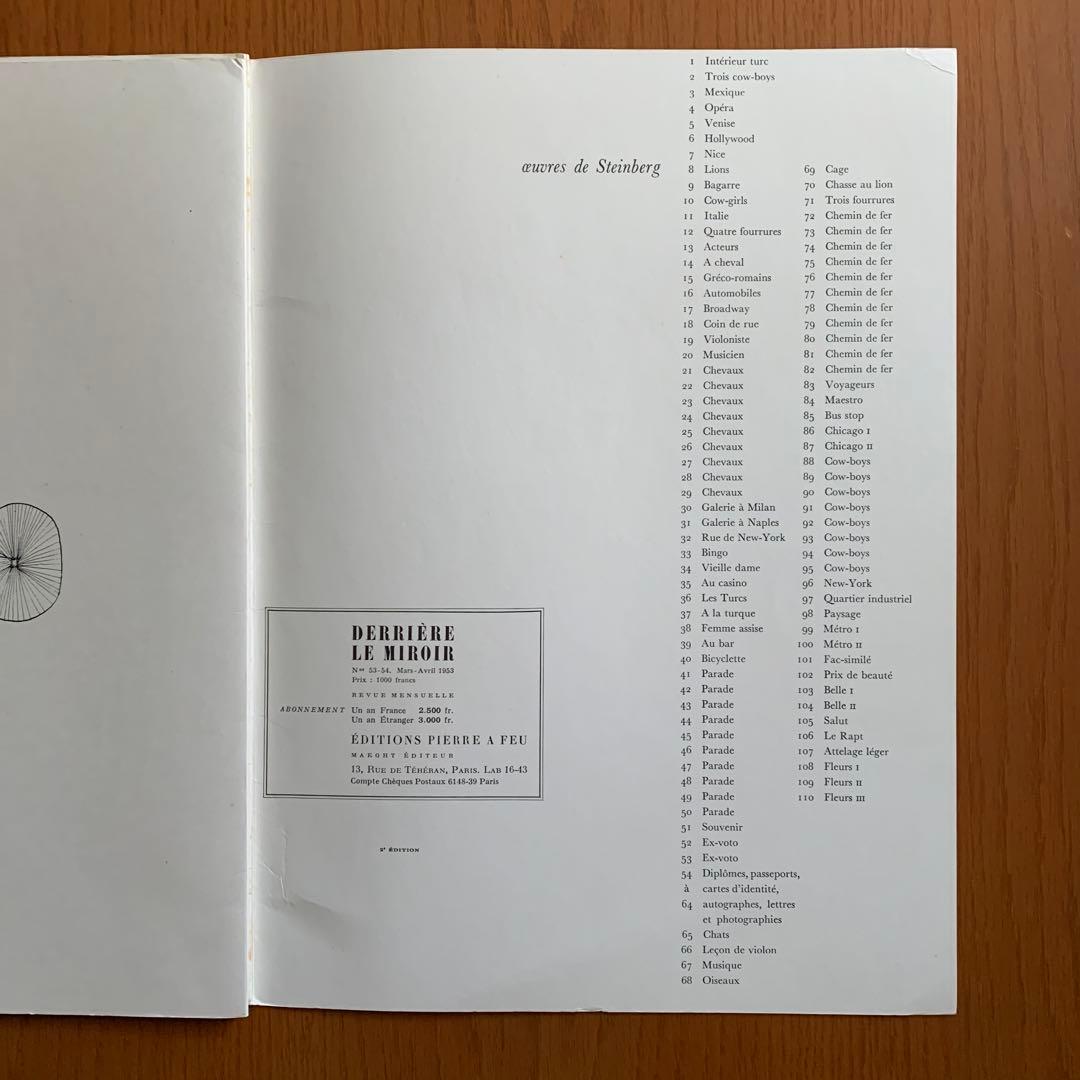 œuvres de Steinberg
1 Intérieur turc
2 Trois cow-boys
3 Mexique
4 Opéra
5 Venise
6 Hollywood
7 Nice
8 Lions
9 Bagarre
10 Cow-girls
11 Italie
12 Quatre fourrures
13 Acteurs
14 A cheval
15 Gréco-romains
16 Automobiles
17 Broadway
18 Coin de rue
19 Violoniste
20 Musicien
21 Chevaux
22 Chevaux
23 Chevaux
24 Chevaux
25 Chevaux
26 Chevaux
27 Chevaux
28 Chevaux
29 Chevaux
30 Galerie à Milan
31 Galerie à Naples
32 Rue de New-York
33 Bingo
34 Vieille dame
35 Au casino
36 Les Turcs
37 A la turque
38 Femme assise
39 Au bar
40 Bicyclette
41 Parade
42 Parade
43 Parade
44 Parade
45 Parade
46 Parade
47 Parade
48 Parade
49 Parade
50 Parade
51 Souvenir
52 Ex-voto
53 Ex-voto
54 Diplômes, passeports,
à cartes d'identité,
64 autographes, lettres
et photographies
65 Chats
66 Leçon de violon
67 Musique
68 Oiseaux
69 Cage
70 Chasse au lion
71 Trois fourrures
72 Chemin de fer
73 Chemin de fer
74 Chemin de fer
75 Chemin de fer
76 Chemin de fer
77 Chemin de fer
78 Chemin de fer
79 Chemin de fer
80 Chemin de fer
81 Chemin de fer
82 Chemin de fer
83 Voyageurs
84 Maestro
85 Bus stop
86 Chicago I
87 Chicago II
88 Cow-boys
89 Cow-boys
90 Cow-boys
91 Cow-boys
92 Cow-boys
93 Cow-boys
94 Cow-boys
95 Cow-boys
96 New-York
97 Quartier industriel
98 Paysage
99 Métro I
100 Métro II
101 Fac-similé
102 Prix de beauté
103 Belle I
104 Belle II
105 Salut
106 Le Rapt
107 Attelage léger
108 Fleurs I
109 Fleurs II
110 Fleurs III
DERRIÈRE
LE MIROIR
Nos 53-54. Mars-Avril 1953
Prix : 1000 francs
REVUE MENSUELLE
ABONNEMENT Un an France 2.500 fr.
Un an Étranger 3.000 fr.
ÉDITIONS PIERRE A FEU
MAEGHT ÉDITEUR
13, RUE DE TÉHÉRAN, PARIS. LAB 16-43
Compte Chèques Postaux 6148-39 Paris
2e ÉDITION